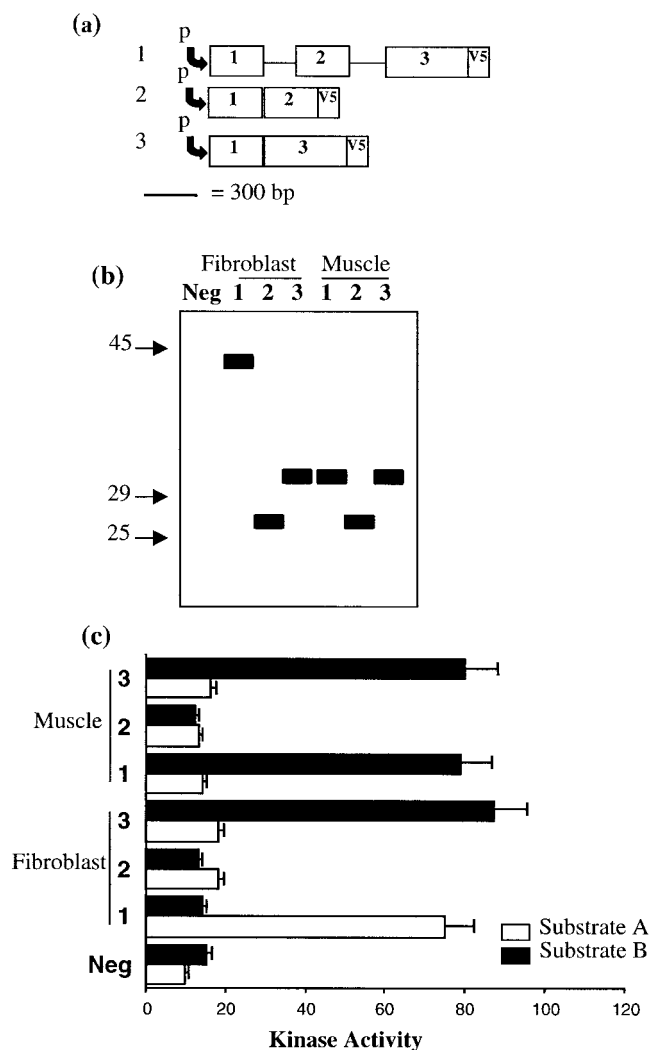 (a)
p
1 1 2 3 V5
p
2 1 2 V5
p
3 1 3 V5
= 300 bp
(b)
Fibroblast Muscle
Neg 1 2 3 1 2 3
45
29
25
(c)
3
Muscle 2
1
3
Fibroblast 2
1
Neg
Substrate A
Substrate B
0 20 40 60 80 100 120
Kinase Activity